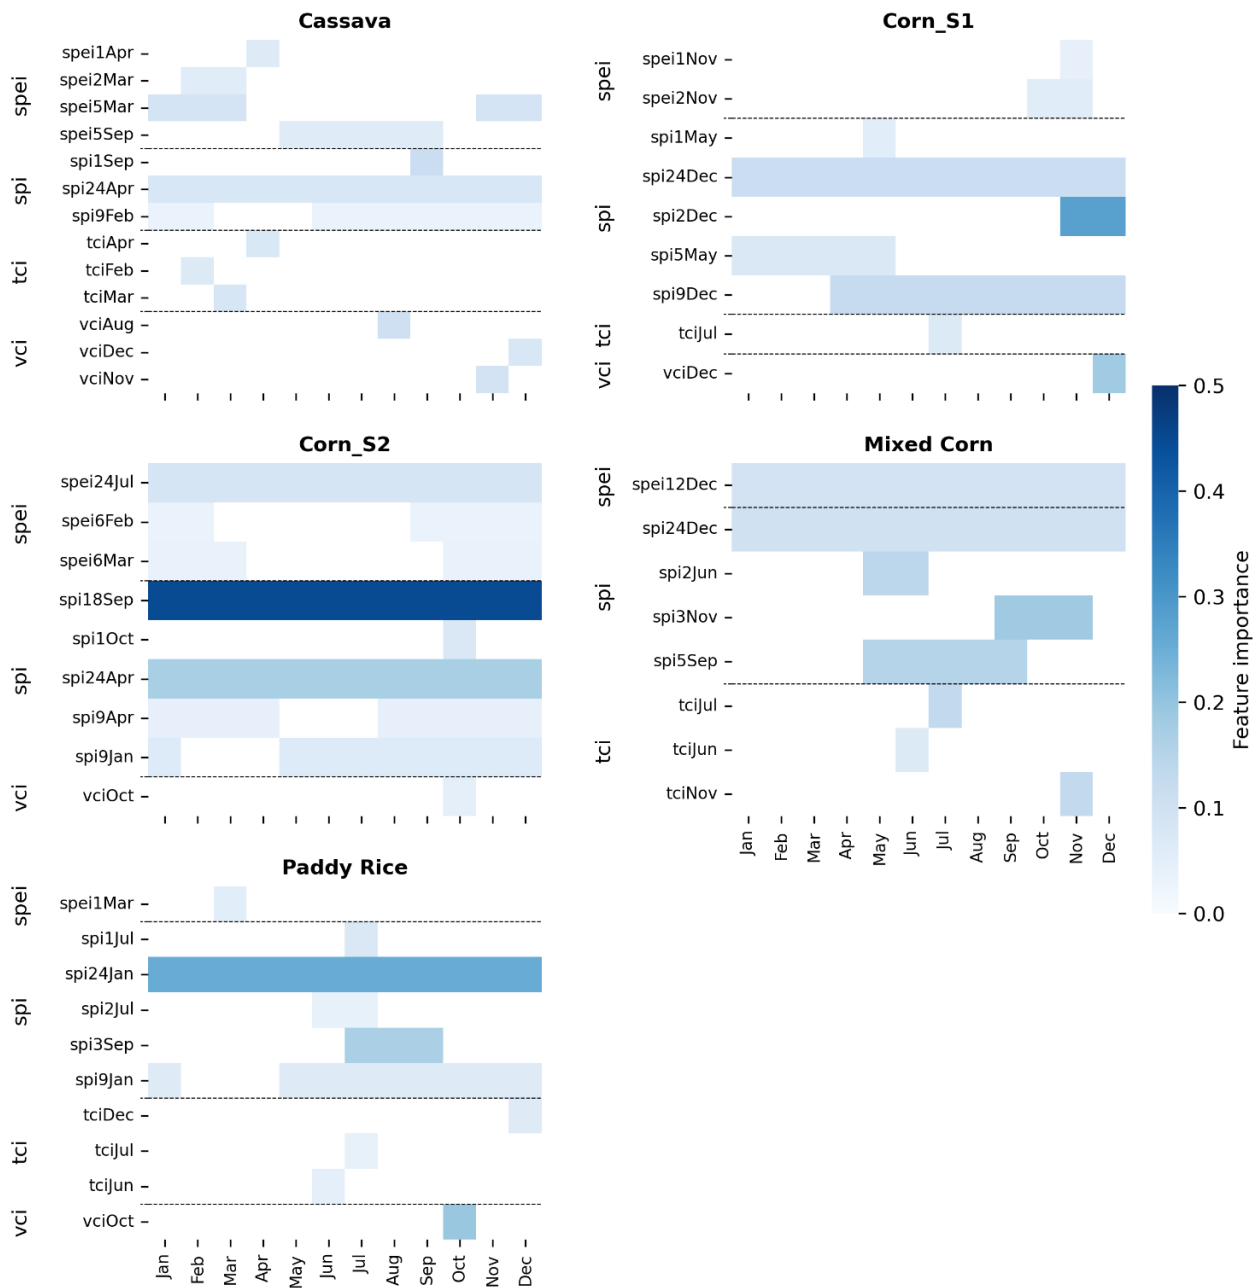 Cassava
spei
spei1Apr
spei2Mar
spei5Mar
spei5Sep
spi
spi1Sep
spi24Apr
spi9Feb
tci
tciApr
tciFeb
tciMar
vci
vciAug
vciDec
vciNov
Corn_S1
spei
spei1Nov
spei2Nov
spi
spi1May
spi24Dec
spi2Dec
spi5May
spi9Dec
tci
tciJul
vci
vciDec
Corn_S2
spei
spei24Jul
spei6Feb
spei6Mar
spi
spi18Sep
spi1Oct
spi24Apr
spi9Apr
spi9Jan
vci
vciOct
Mixed Corn
spei
spei12Dec
spi
spi24Dec
spi2Jun
spi3Nov
spi5Sep
tci
tciJul
tciJun
tciNov
Jan Feb Mar Apr May Jun Jul Aug Sep Oct Nov Dec
Paddy Rice
spei
spei1Mar
spi
spi1Jul
spi24Jan
spi2Jul
spi3Sep
spi9Jan
tci
tciDec
tciJul
tciJun
vci
vciOct
Jan Feb Mar Apr May Jun Jul Aug Sep Oct Nov Dec
0.5
0.4
0.3
0.2
0.1
0.0
Feature importance